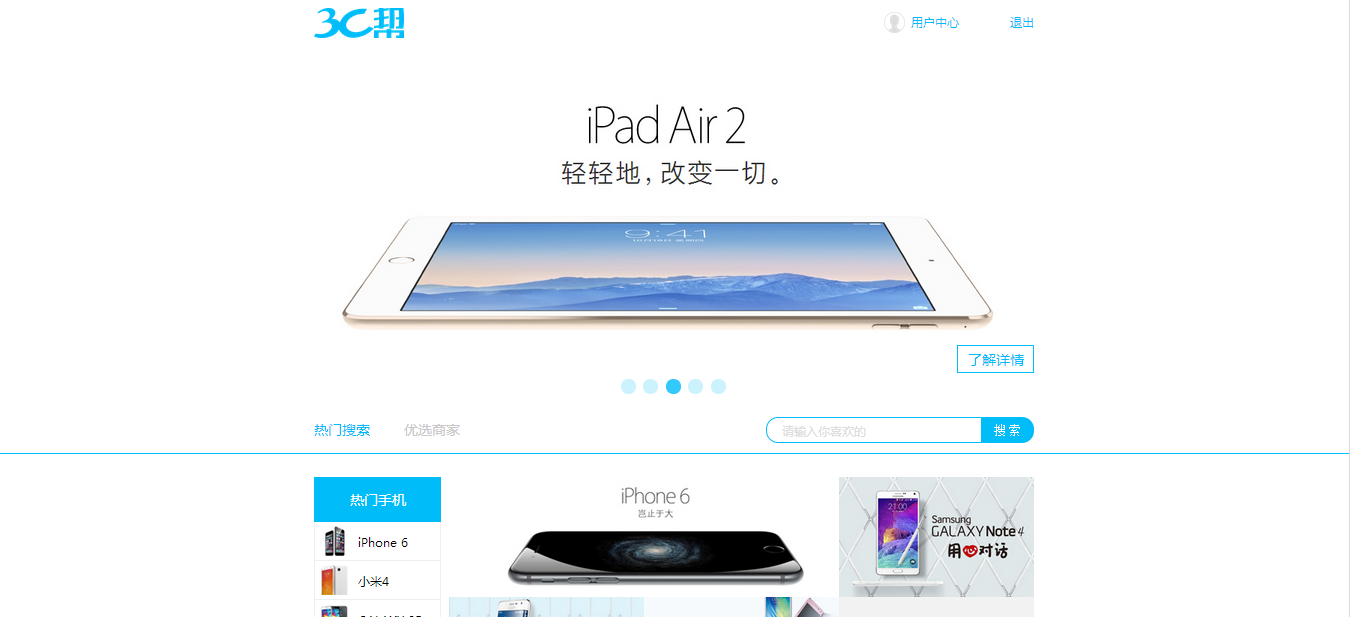 3C帮
用户中心
退出
iPad Air 2
轻轻地，改变一切。
9:41
了解详情
热门搜索
优选商家
请输入你喜欢的
搜 索
热门手机
iPhone 6
小米4
iPhone 6
岂止于大
21:00
Samsung
GALAXY Note 4
用心对话